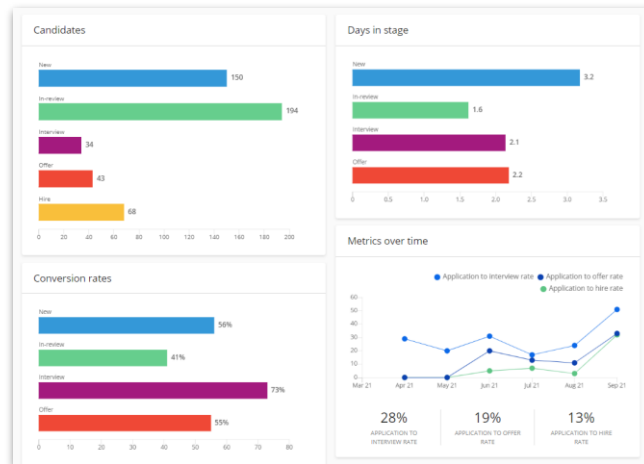 Candidates
New
150
In-review
194
Interview
34
Offer
43
Hire
68
0 20 40 60 80 100 120 140 160 180 200
Days in stage
New
3.2
In-review
1.6
Interview
2.1
Offer
2.2
0 0.5 1.0 1.5 2.0 2.5 3.0 3.5
Conversion rates
New
56%
In-review
41%
Interview
73%
Offer
55%
0 10 20 30 40 50 60 70 80
Metrics over time
Application to interview rate Application to offer rate
Application to hire rate
60
50
40
30
20
10
0
Mar 21 Apr 21 May 21 Jun 21 Jul 21 Aug 21 Sep 21
28% 19% 13%
APPLICATION TO APPLICATION TO OFFER APPLICATION TO HIRE
INTERVIEW RATE RATE RATE